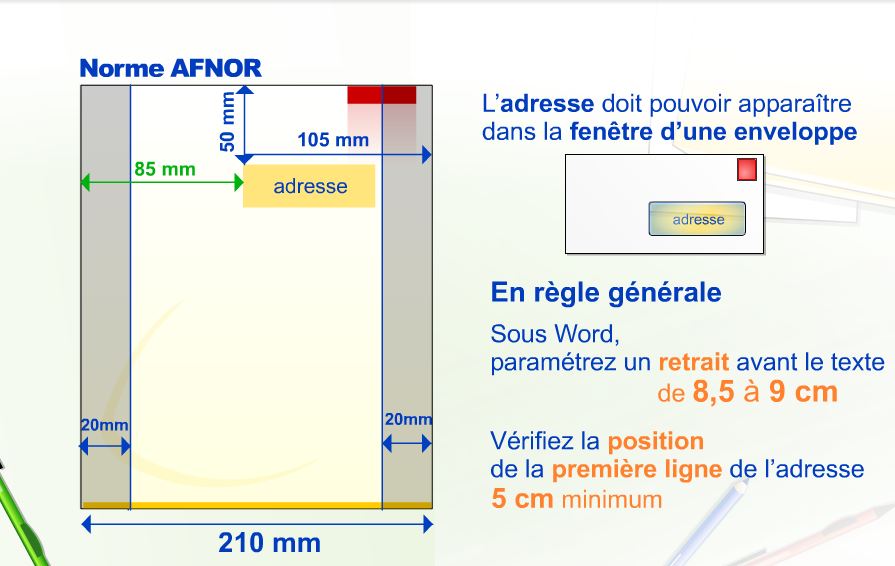 Norme AFNOR
50 mm
105 mm
85 mm
adresse
20mm
20mm
210 mm
L’adresse doit pouvoir apparaître
dans la fenêtre d’une enveloppe
adresse
En règle générale
Sous Word,
paramétrez un retrait avant le texte
de 8,5 à 9 cm
Vérifiez la position
de la première ligne de l’adresse
5 cm minimum